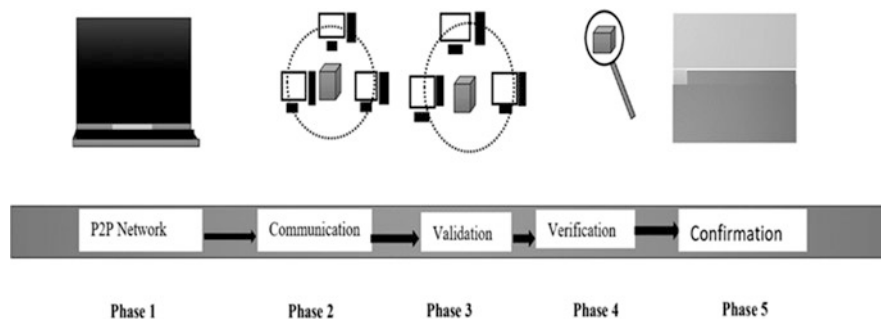 P2P Network
Communication
Validation
Verification
Confirmation
Phase 1
Phase 2
Phase 3
Phase 4
Phase 5